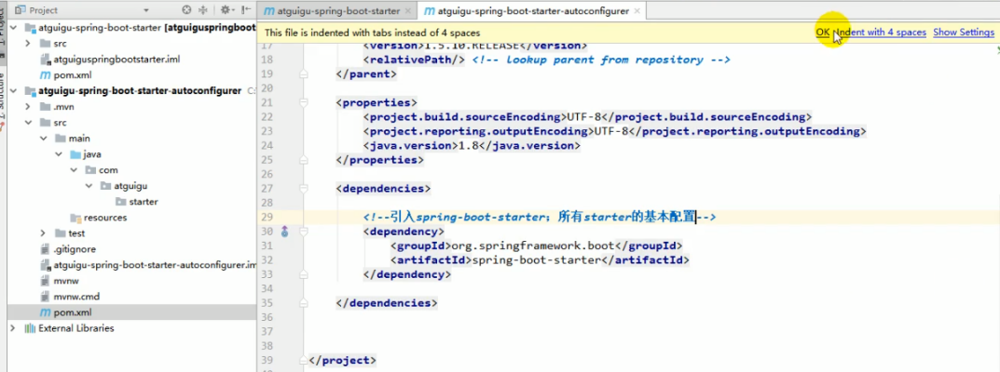 Project
atguigu-spring-boot-starter
atguigu-spring-boot-starter-autoconfigurer
atguigu-spring-boot-starter [atguiguspringboot
src
atguiguspringbootstarter.iml
pom.xml
atguigu-spring-boot-starter-autoconfigurer
.mvn
src
main
java
com
atguigu
starter
resources
test
.gitignore
atguigu-spring-boot-starter-autoconfigurer.im
mvnw
mvnw.cmd
pom.xml
External Libraries
This file is indented with tabs instead of 4 spaces
OK Indent with 4 spaces Show Settings
17 <version>1.5.10.RELEASE</version>
18 <relativePath/> <!-- lookup parent from repository -->
19 </parent>
20
21 <properties>
22 <project.build.sourceEncoding>UTF-8</project.build.sourceEncoding>
23 <project.reporting.outputEncoding>UTF-8</project.reporting.outputEncoding>
24 <java.version>1.8</java.version>
25 </properties>
26
27 <dependencies>
28
29 <!--引入spring-boot-starter;所有starter的基本配置-->
30 <dependency>
31 <groupId>org.springframework.boot</groupId>
32 <artifactId>spring-boot-starter</artifactId>
33 </dependency>
34
35 </dependencies>
36
37
38
39 </project>